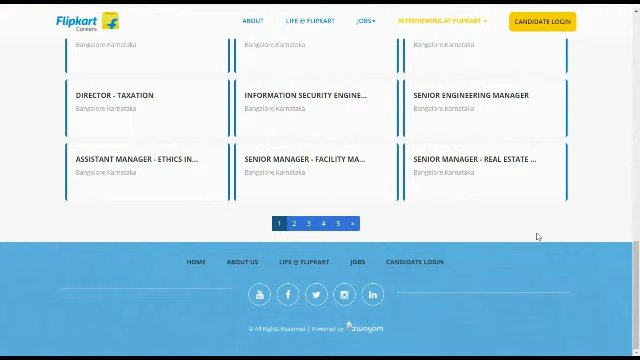 Flipkart
Careers
ABOUT LIFE @ FLIPKART JOBS INTERVIEWING AT FLIPKART CANDIDATE LOGIN
Bangalore,Karnataka Bangalore,Karnataka Bangalore,Karnataka
DIRECTOR - TAXATION INFORMATION SECURITY ENGINE... SENIOR ENGINEERING MANAGER
Bangalore,Karnataka Bangalore,Karnataka Bangalore,Karnataka
ASSISTANT MANAGER - ETHICS IN... SENIOR MANAGER - FACILITY MA... SENIOR MANAGER - REAL ESTATE ...
Bangalore,Karnataka Bangalore,Karnataka Bangalore,Karnataka
1 2 3 4 5 »
HOME ABOUT US LIFE @ FLIPKART JOBS CANDIDATE LOGIN
© All Rights Reserved | Powered by zwayam